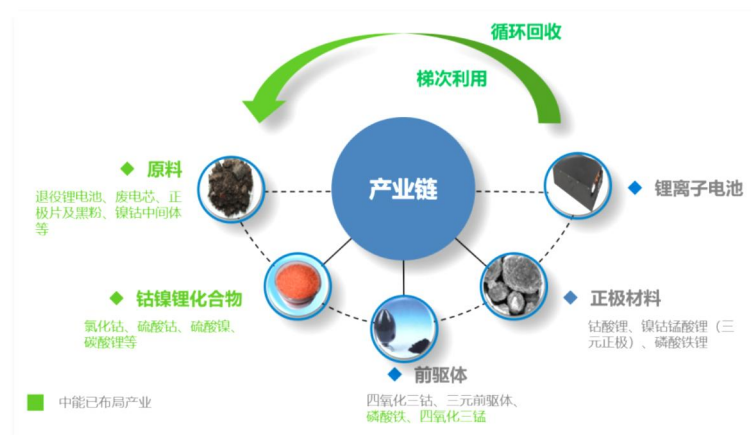 循环回收
梯次利用
产业链
原料
退役锂电池、废电芯、正
极片及黑粉、镍钴中间体
等
锂离子电池
钴镍锂化合物
氯化钴、硫酸钴、硫酸镍、
碳酸锂等
正极材料
钴酸锂、镍钴锰酸锂（三
元正极）、磷酸铁锂
前驱体
四氧化三钴、三元前驱体、
磷酸铁、四氧化三锰
中能已布局产业